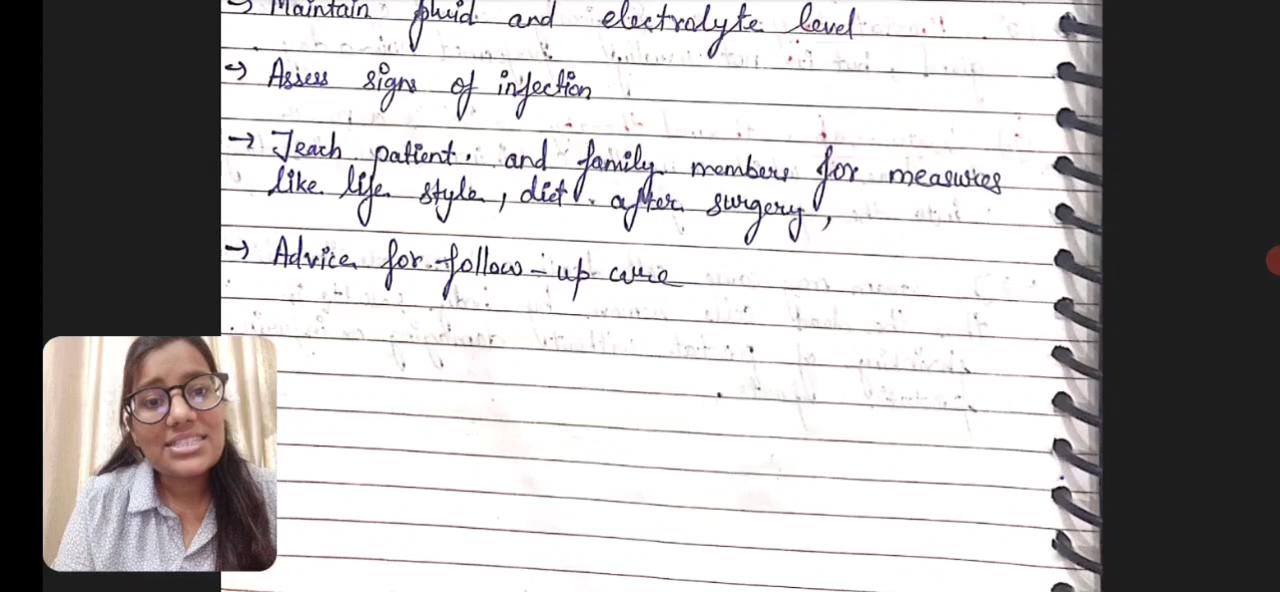 → Maintain fluid and electrolyte level
→ Assess signs of infection
→ Teach patient and family members for measures
like life style, diet after surgery,
→ Advice for follow-up care